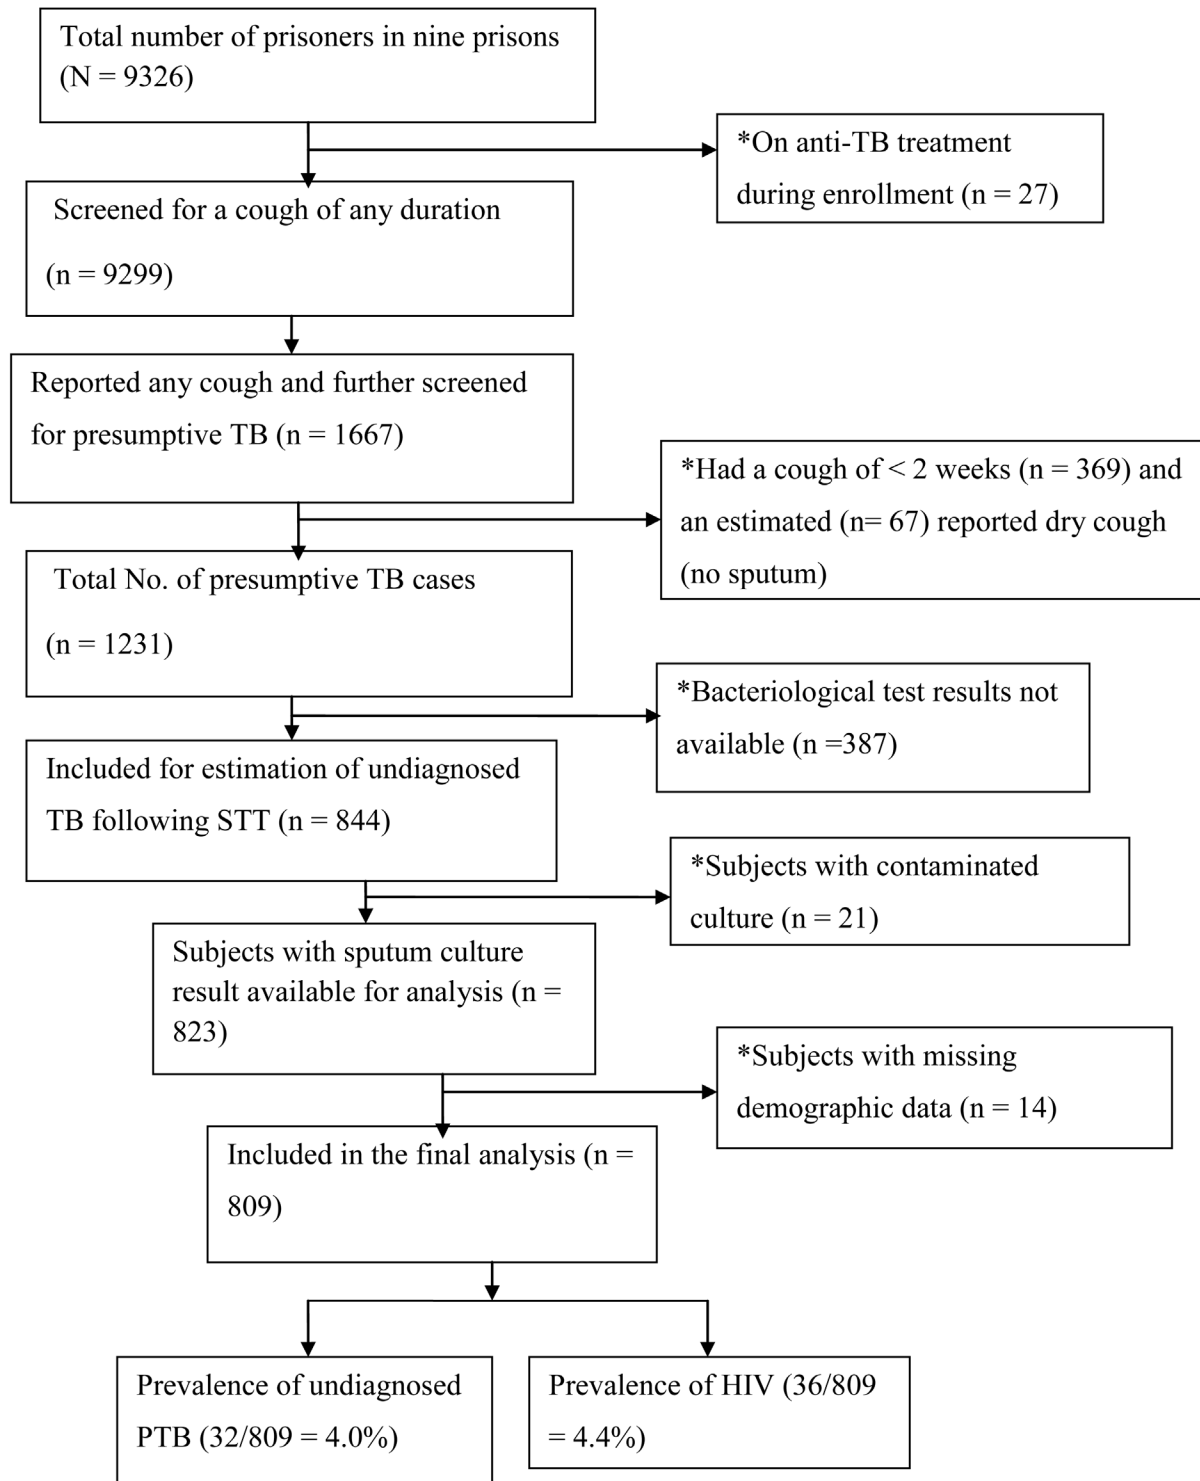 Total number of prisoners in nine prisons
(N = 9326)
*On anti-TB treatment
during enrollment (n = 27)
Screened for a cough of any duration
(n = 9299)
Reported any cough and further screened
for presumptive TB (n = 1667)
*Had a cough of < 2 weeks (n = 369) and
an estimated (n= 67) reported dry cough
(no sputum)
Total No. of presumptive TB cases
(n = 1231)
*Bacteriological test results not
available (n =387)
Included for estimation of undiagnosed
TB following STT (n = 844)
*Subjects with contaminated
culture (n = 21)
Subjects with sputum culture
result available for analysis (n =
823)
*Subjects with missing
demographic data (n = 14)
Included in the final analysis (n =
809)
Prevalence of undiagnosed
PTB (32/809 = 4.0%)
Prevalence of HIV (36/809
= 4.4%)